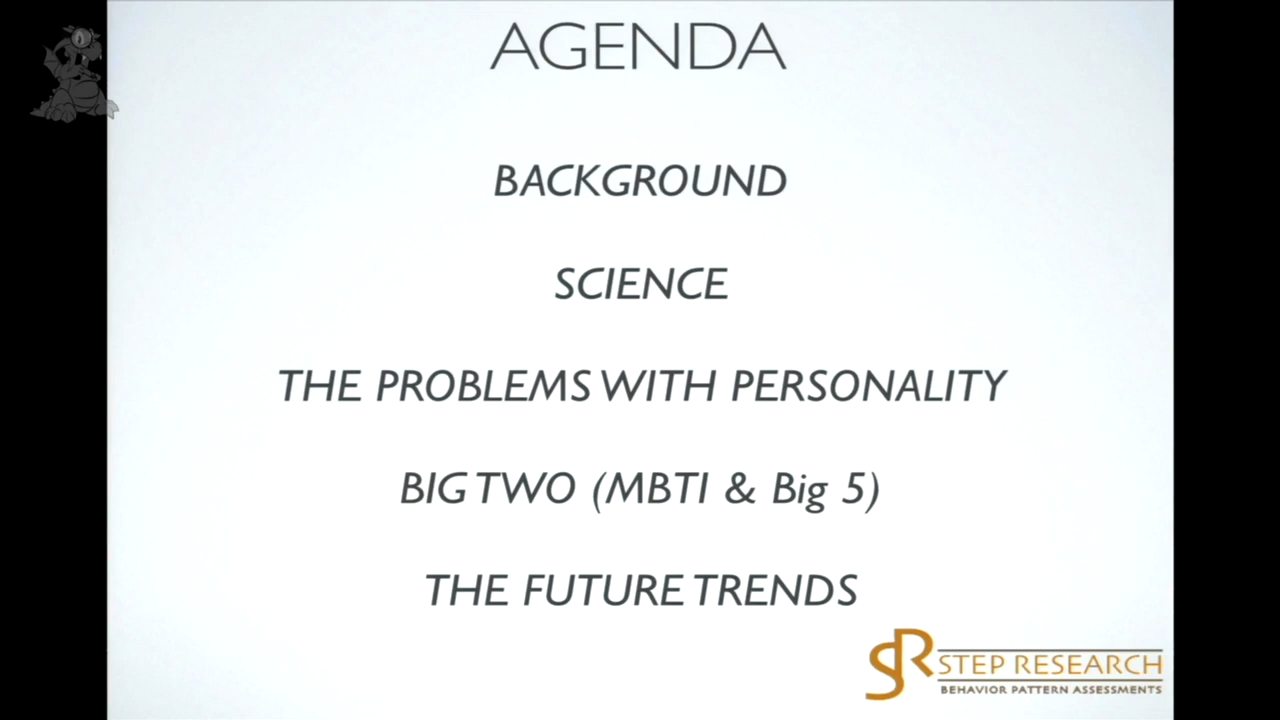 AGENDA
BACKGROUND
SCIENCE
THE PROBLEMS WITH PERSONALITY
BIG TWO (MBTI & Big 5)
THE FUTURE TRENDS
SR STEP RESEARCH
BEHAVIOR PATTERN ASSESSMENTS